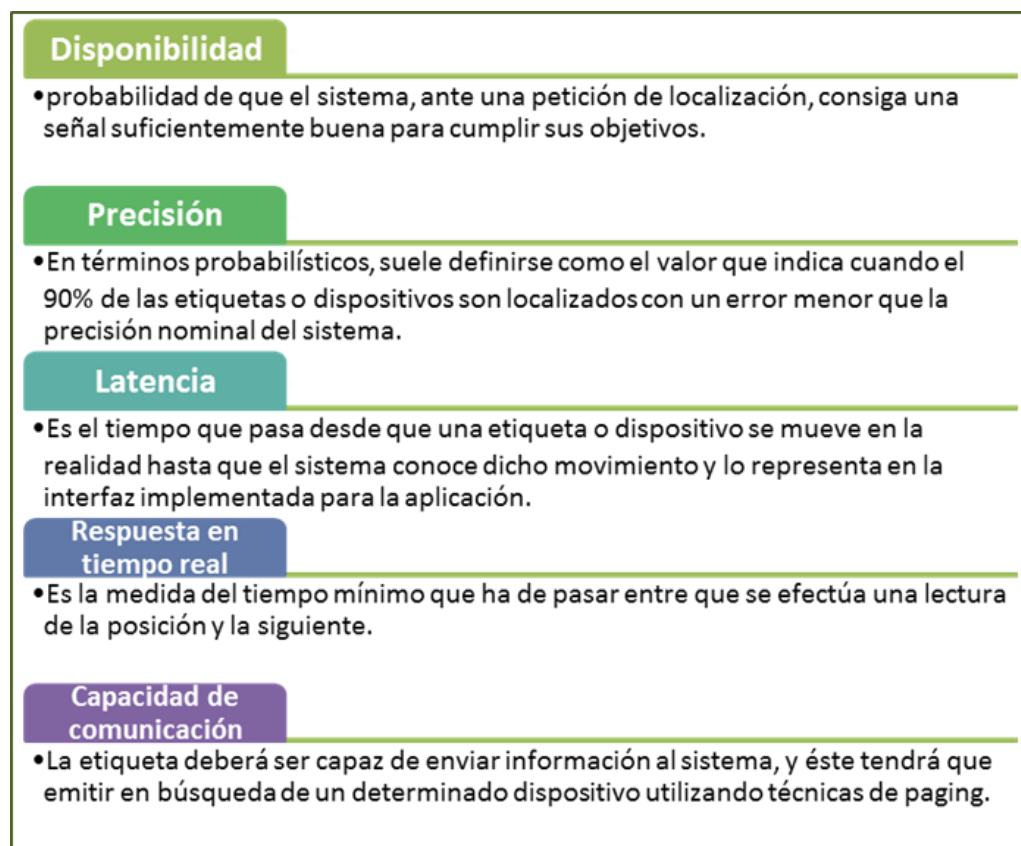 Disponibilidad
•probabilidad de que el sistema, ante una petición de localización, consiga una
señal suficientemente buena para cumplir sus objetivos.
Precisión
•En términos probabilísticos, suele definirse como el valor que indica cuando el
90% de las etiquetas o dispositivos son localizados con un error menor que la
precisión nominal del sistema.
Latencia
•Es el tiempo que pasa desde que una etiqueta o dispositivo se mueve en la
realidad hasta que el sistema conoce dicho movimiento y lo representa en la
interfaz implementada para la aplicación.
Respuesta en
tiempo real
•Es la medida del tiempo mínimo que ha de pasar entre que se efectúa una lectura
de la posición y la siguiente.
Capacidad de
comunicación
•La etiqueta deberá ser capaz de enviar información al sistema, y éste tendrá que
emitir en búsqueda de un determinado dispositivo utilizando técnicas de paging.